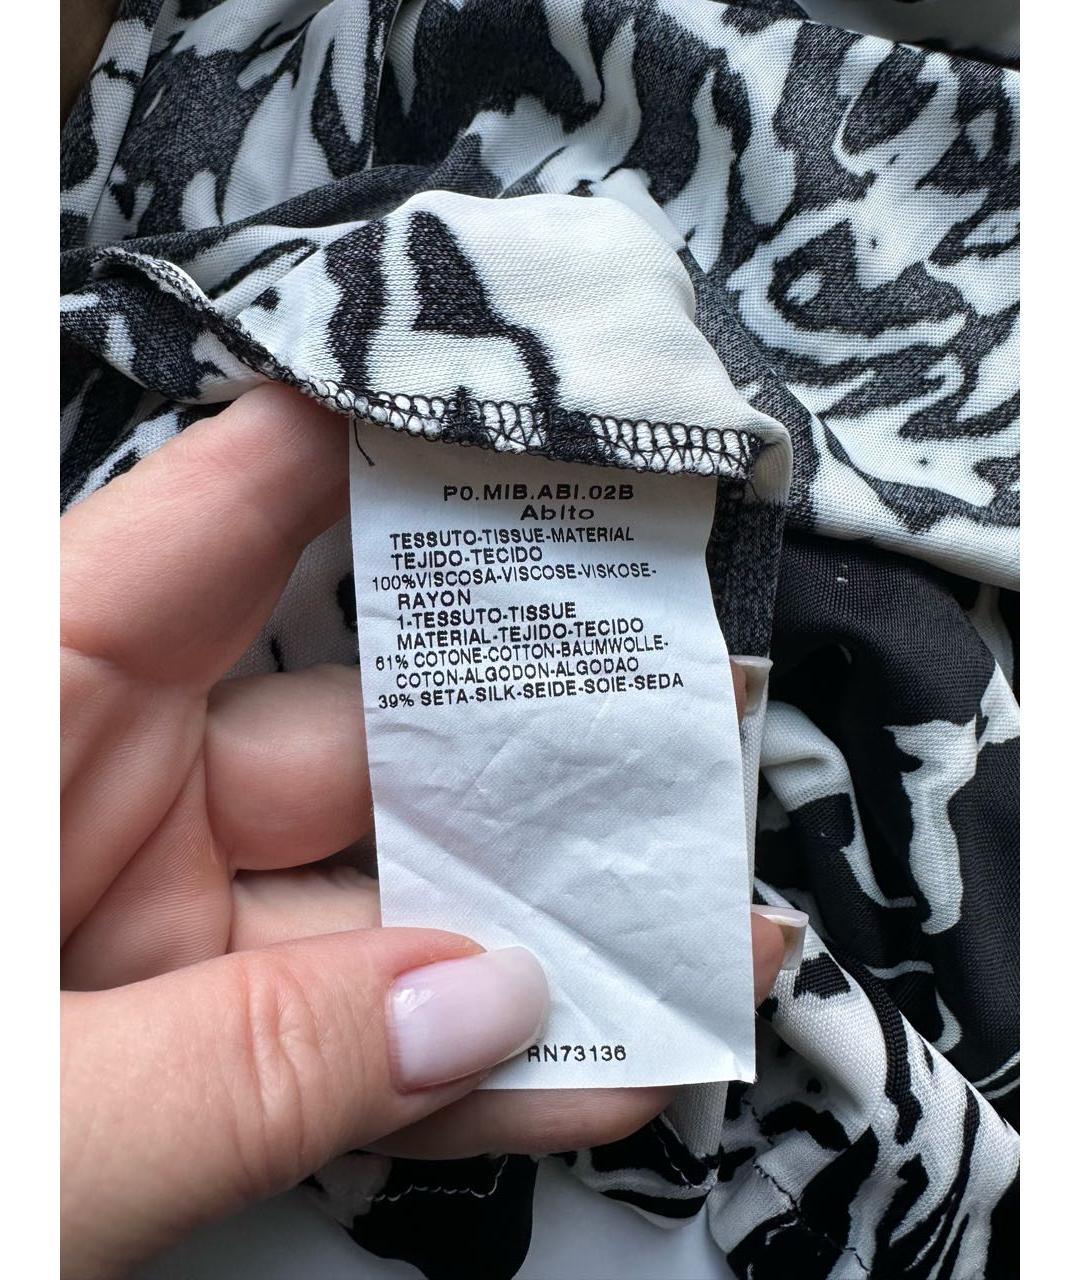 P0.MIB.ABI.02B
Abito
TESSUTO-TISSUE-MATERIAL
TEJIDO-TECIDO
100%VISCOSA-VISCOSE-VISKOSE-
RAYON
1-TESSUTO-TISSUE
MATERIAL-TEJIDO-TECIDO
61% COTONE-COTTON-BAUMWOLLE-
COTON-ALGODON-ALGODAO
39% SETA-SILK-SEIDE-SOIE-SEDA
RN73136